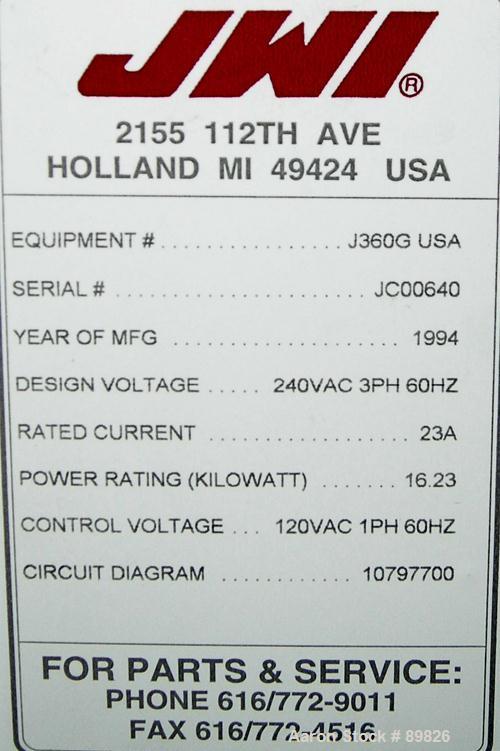 JWI®
2155 112TH AVE
HOLLAND MI 49424 USA
EQUIPMENT # .................. J360G USA
SERIAL # ........................ JC00640
YEAR OF MFG ..................... 1994
DESIGN VOLTAGE ..... 240VAC 3PH 60HZ
RATED CURRENT .................... 23A
POWER RATING (KILOWATT) ....... 16.23
CONTROL VOLTAGE ... 120VAC 1PH 60HZ
CIRCUIT DIAGRAM ............ 10797700
FOR PARTS & SERVICE:
PHONE 616/772-9011
FAX 616/772-4516
Aaron Stock # 89826